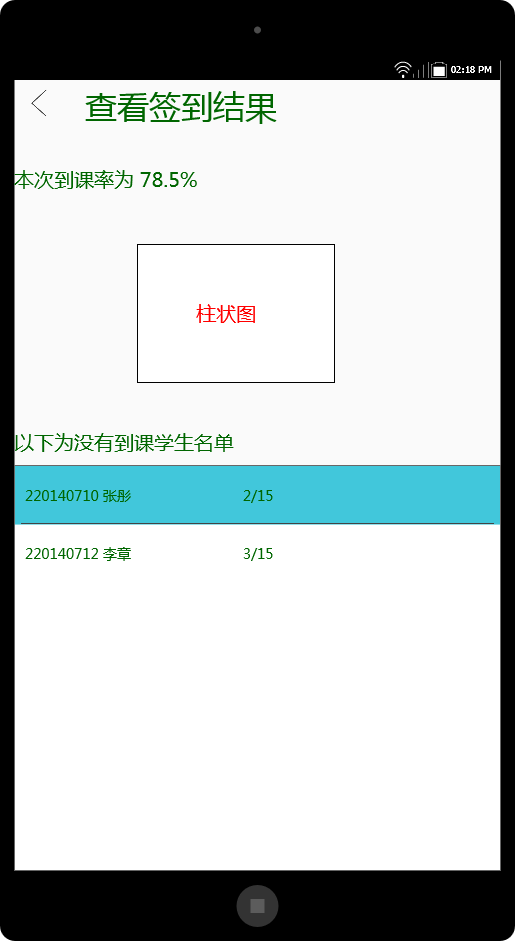 02:18 PM
查看签到结果
本次到课率为 78.5%
柱状图
以下为没有到课学生名单
220140710 张彤 2/15
220140712 李章 3/15